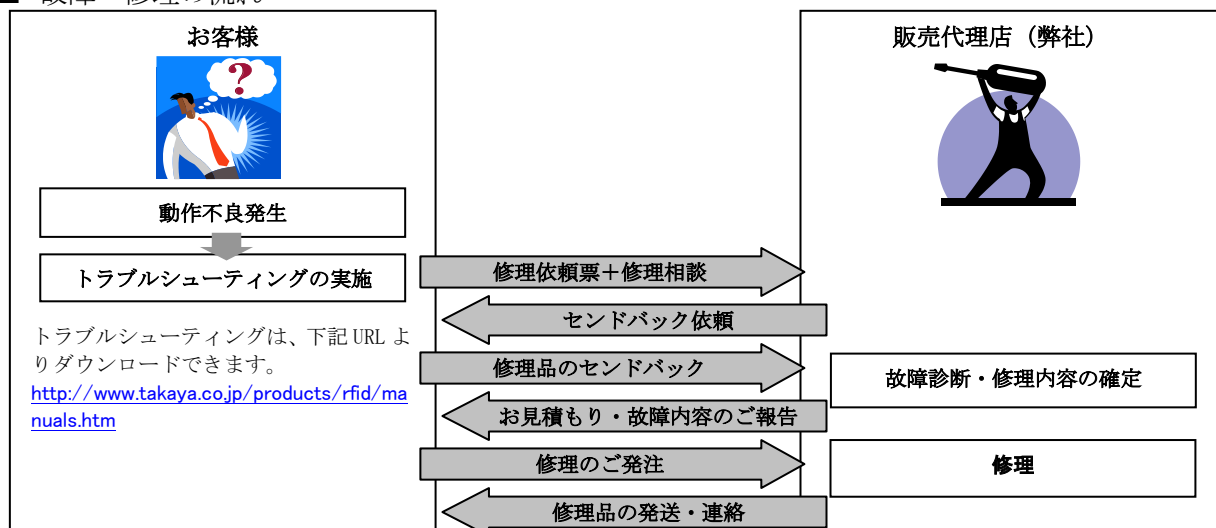 ■ 故障・修理の流れ
お客様
販売代理店（弊社）
?
動作不良発生
トラブルシューティングの実施
修理依頼票＋修理相談
センドバック依頼
トラブルシューティングは、下記 URL よ
りダウンロードできます。
http://www.takaya.co.jp/products/rfid/ma
nuals.htm
修理品のセンドバック
故障診断・修理内容の確定
お見積もり・故障内容のご報告
修理のご発注
修理
修理品の発送・連絡